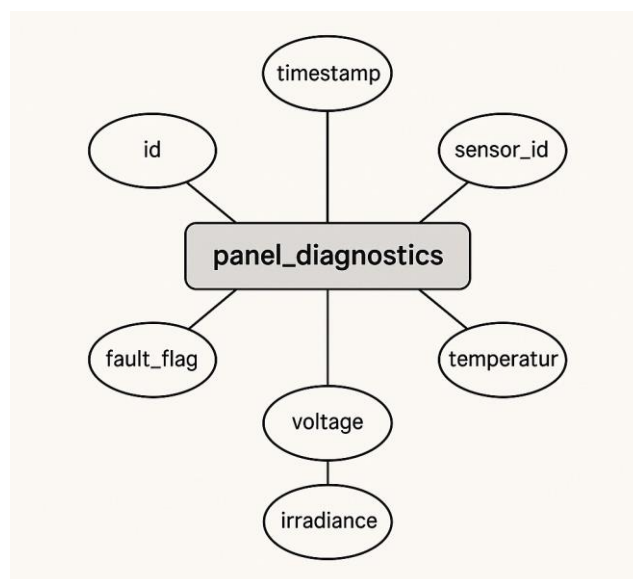 timestamp
id
sensor_id
panel_diagnostics
fault_flag
temperatur
voltage
irradiance